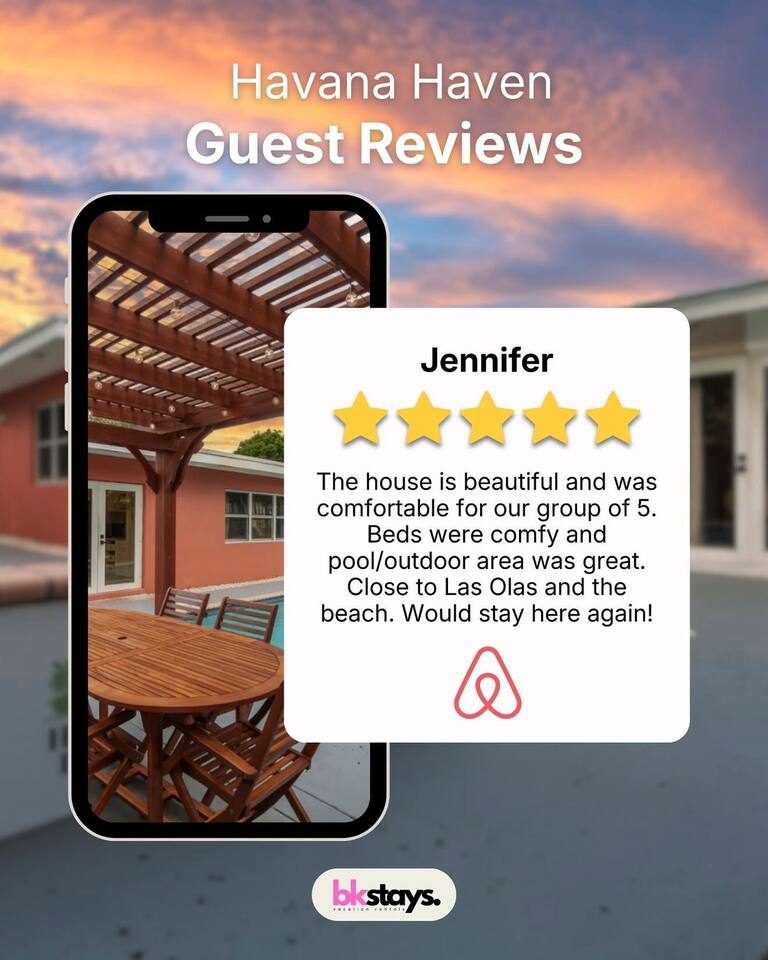 Havana Haven
Guest Reviews
Jennifer
The house is beautiful and was
comfortable for our group of 5.
Beds were comfy and
pool/outdoor area was great.
Close to Las Olas and the
beach. Would stay here again!
bkstays.
vacation rentals